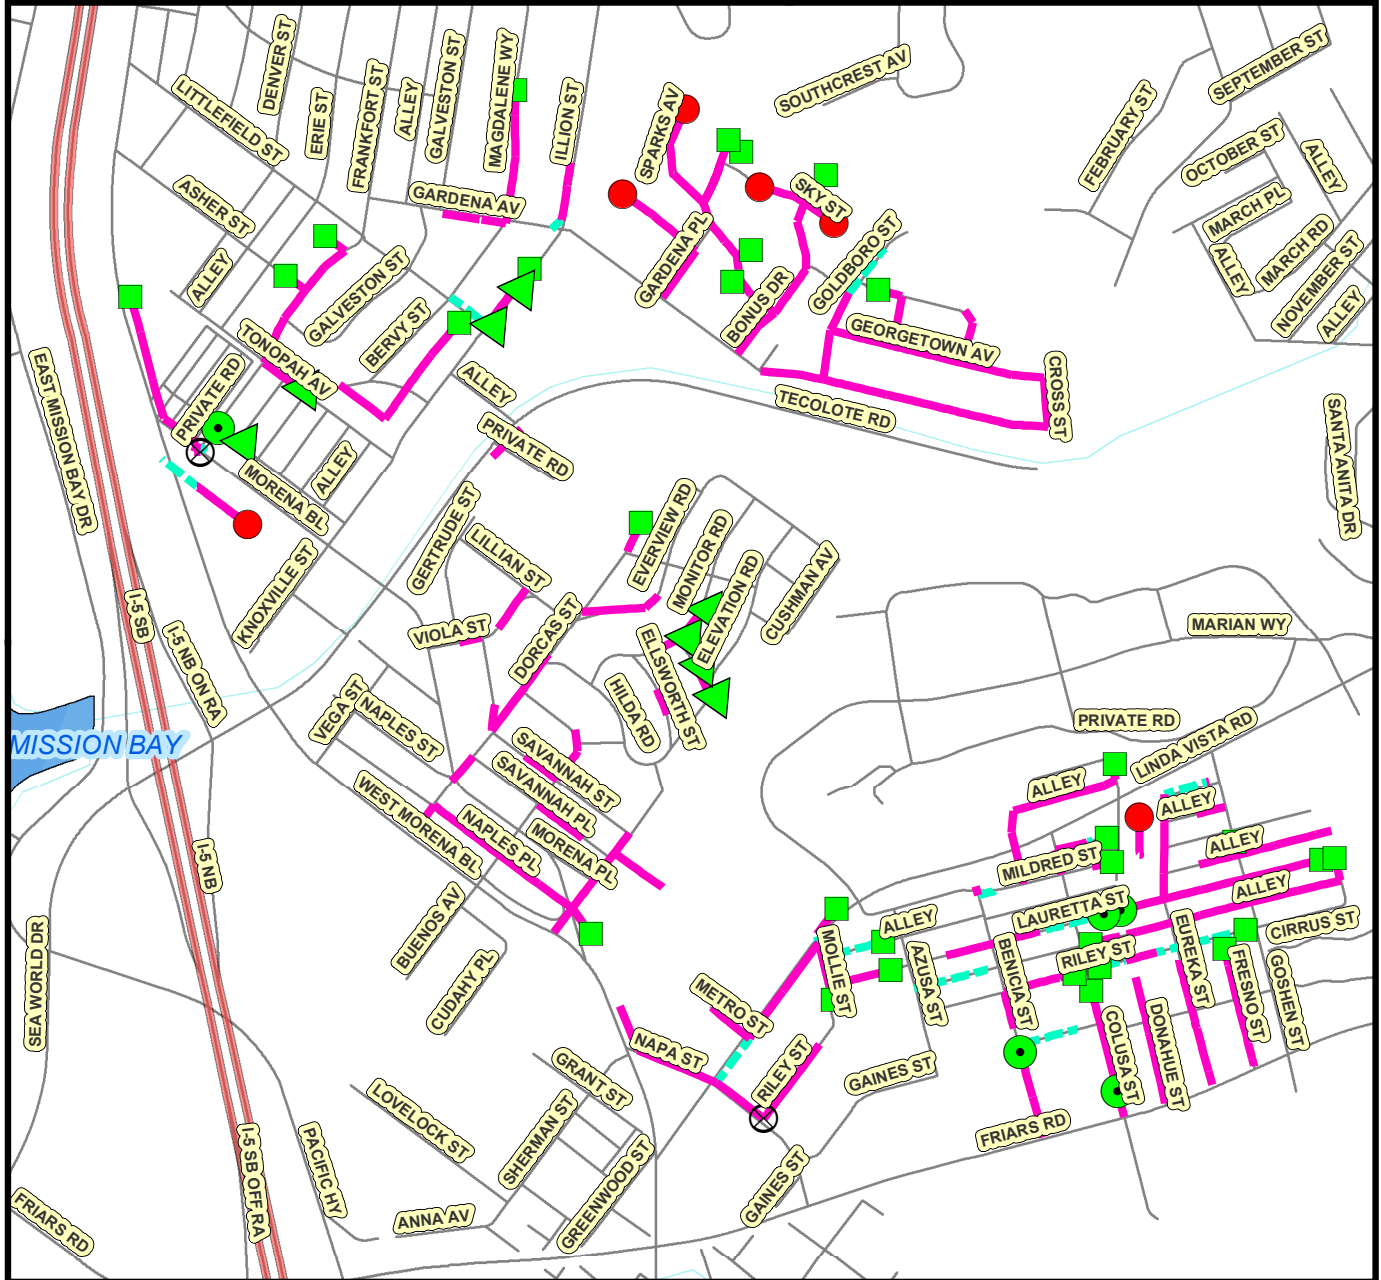 DENVER ST
LITTLEFIELD ST
ERIE ST
FRANKFORT ST
ALLEY
GALVESTON ST
MAGDALENE WY
ILLION ST
SPARKS AV
SOUTHCREST AV
FEBRUARY ST
SEPTEMBER ST
OCTOBER ST
ALLEY
ASHER ST
GARDENA AV
SKY ST
MARCH PL
MARCH RD
ALLEY
NOVEMBER ST
ALLEY
ALLEY
GALVESTON ST
GARDENA PL
GOLDBORO ST
BONUS DR
BERVY ST
TONOPAH AV
GEORGETOWN AV
CROSS ST
TECOLOTE RD
ALLEY
PRIVATE RD
EAST MISSION BAY DR
PRIVATE RD
SANTA ANITA DR
ALLEY
MORENA BL
GERTRUDE ST
LILLIAN ST
EVERVIEW RD
MONITOR RD
ELEVATION RD
CUSHMAN AV
KNOXVILLE ST
I-5 SB
I-5 NB ON RA
VIOLA ST
DORCAS ST
ELLSWORTH ST
HILDA RD
MARIAN WY
VEGA ST
NAPLES ST
PRIVATE RD
LINDA VISTA RD
MISSION BAY
SAVANNAH ST
SAVANNAH PL
WEST MORENA BL
NAPLES PL
MORENA PL
ALLEY
ALLEY
ALLEY
MILDRED ST
ALLEY
I-5 NB
LAURETTA ST
CIRRUS ST
ALLEY
BUENOS AV
CUDAHY PL
SEA WORLD DR
MOLLIE ST
AZUSA ST
BENICIA ST
RILEY ST
EUREKA ST
FRESNO ST
GOSHEN ST
METRO ST
NAPA ST
RILEY ST
GAINES ST
COLUSA ST
DONAHUE ST
GRANT ST
LOVELOCK ST
SHERMAN ST
GREENWOOD ST
FRIARS RD
I-5 SB OFF RA
PACIFIC HY
GAINES ST
ANNA AV
FRIARS RD